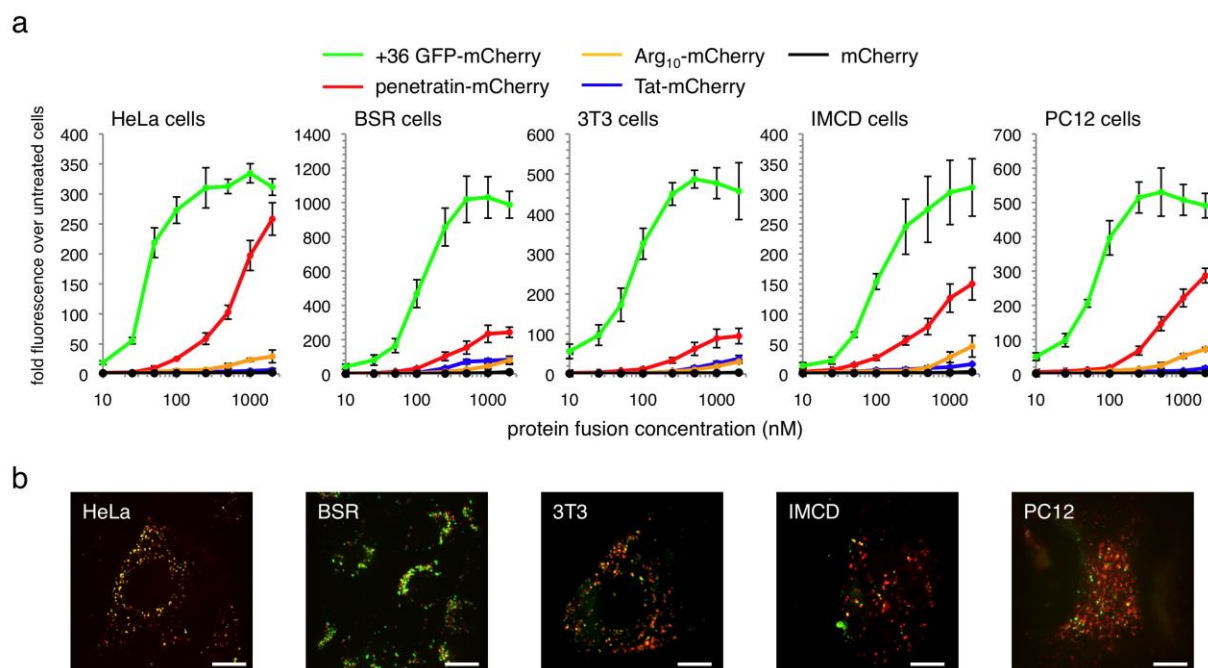 a
+36 GFP-mCherry Arg10-mCherry mCherry
penetratin-mCherry Tat-mCherry
HeLa cells BSR cells 3T3 cells IMCD cells PC12 cells
fold fluorescence over untreated cells
400 350 300 250 200 150 100 50 0
1400 1200 1000 800 600 400 200 0
600 500 400 300 200 100 0
400 350 300 250 200 150 100 50 0
700 600 500 400 300 200 100 0
10 100 1000 10 100 1000 10 100 1000 10 100 1000 10 100 1000
protein fusion concentration (nM)
b
HeLa BSR 3T3 IMCD PC12